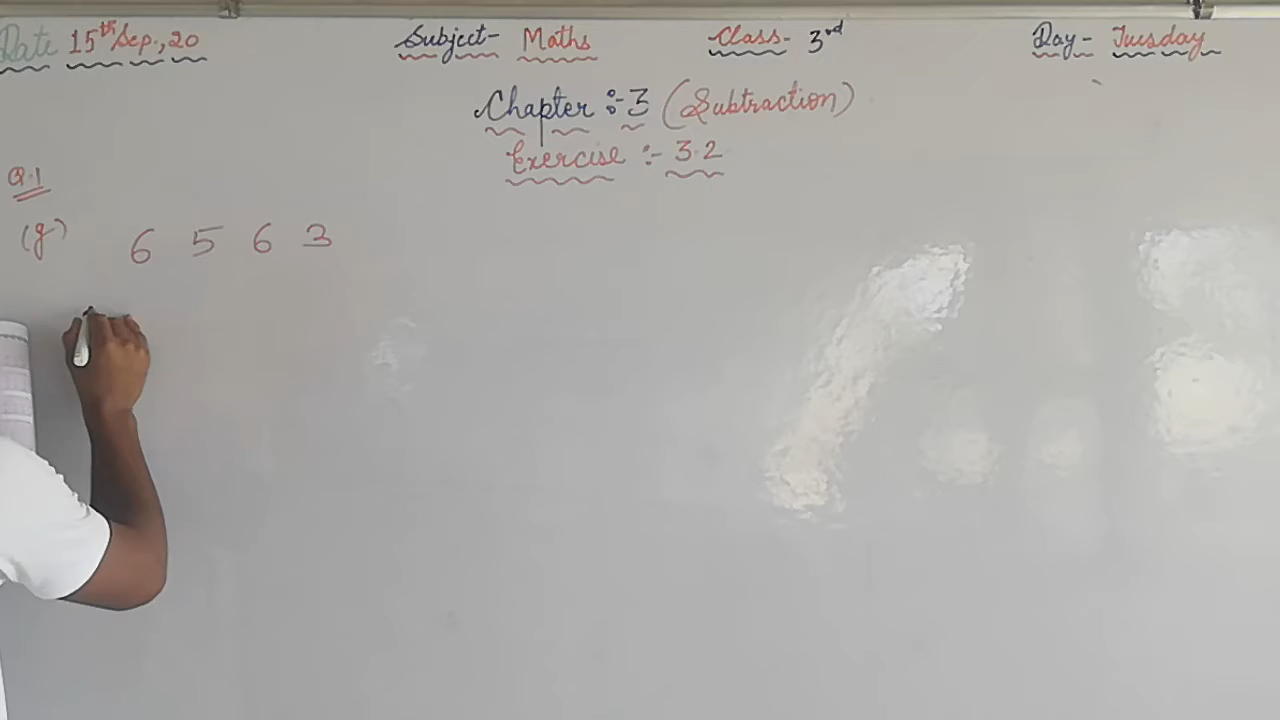 Date 15th/Sep.,20 Subject- Maths Class- 3rd Day- Tuesday
Chapter :- 3 (Subtraction)
Exercise :- 3.2
Q.1
(g) 6 5 6 3